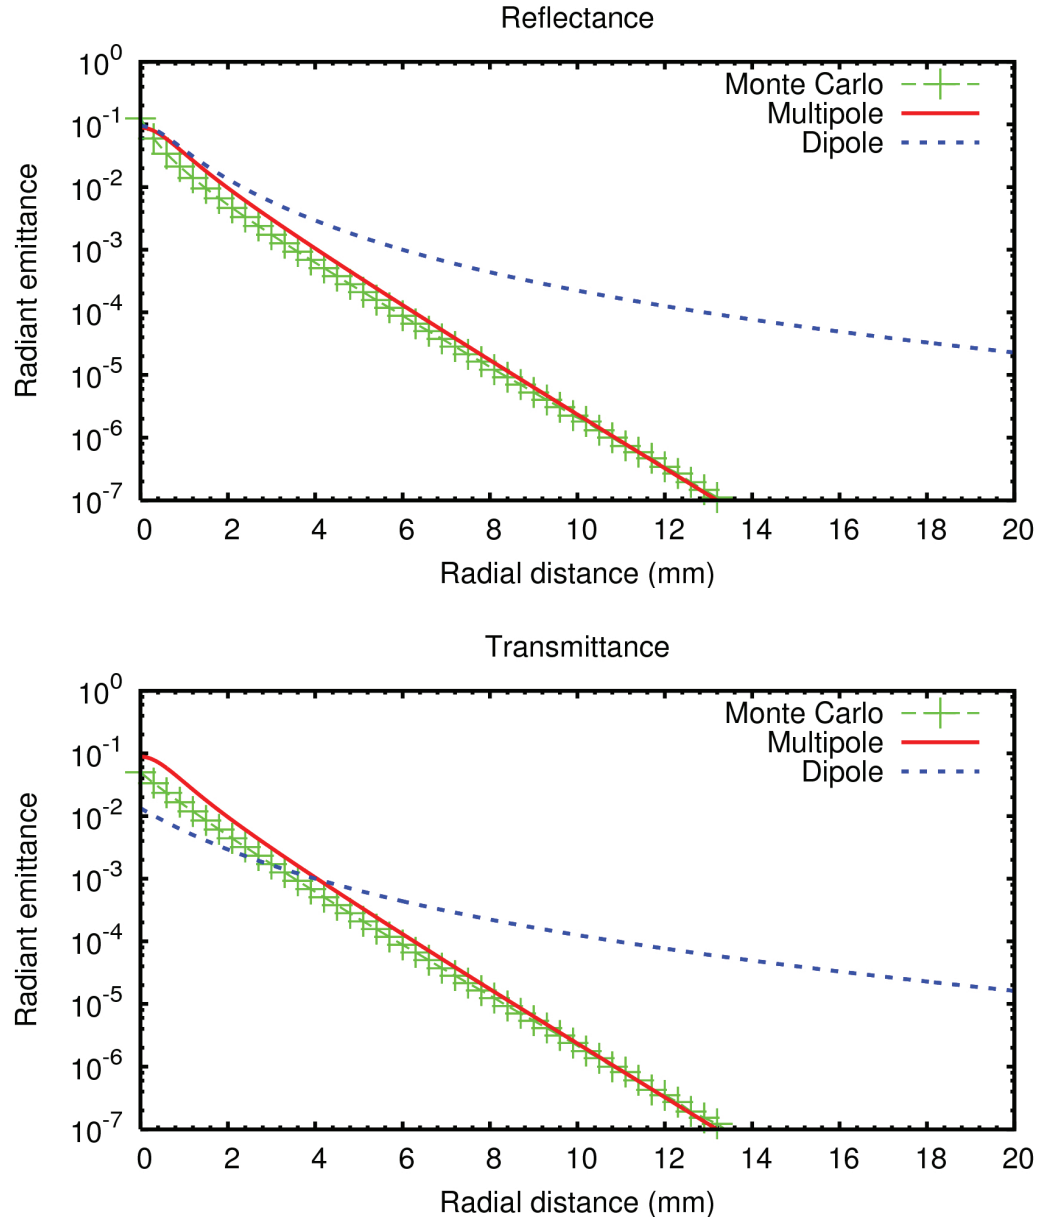 Reflectance
10^0
10^-1
10^-2
10^-3
10^-4
10^-5
10^-6
10^-7
Radiant emittance
Monte Carlo
Multipole
Dipole
0 2 4 6 8 10 12 14 16 18 20
Radial distance (mm)
Transmittance
10^0
10^-1
10^-2
10^-3
10^-4
10^-5
10^-6
10^-7
Radiant emittance
Monte Carlo
Multipole
Dipole
0 2 4 6 8 10 12 14 16 18 20
Radial distance (mm)